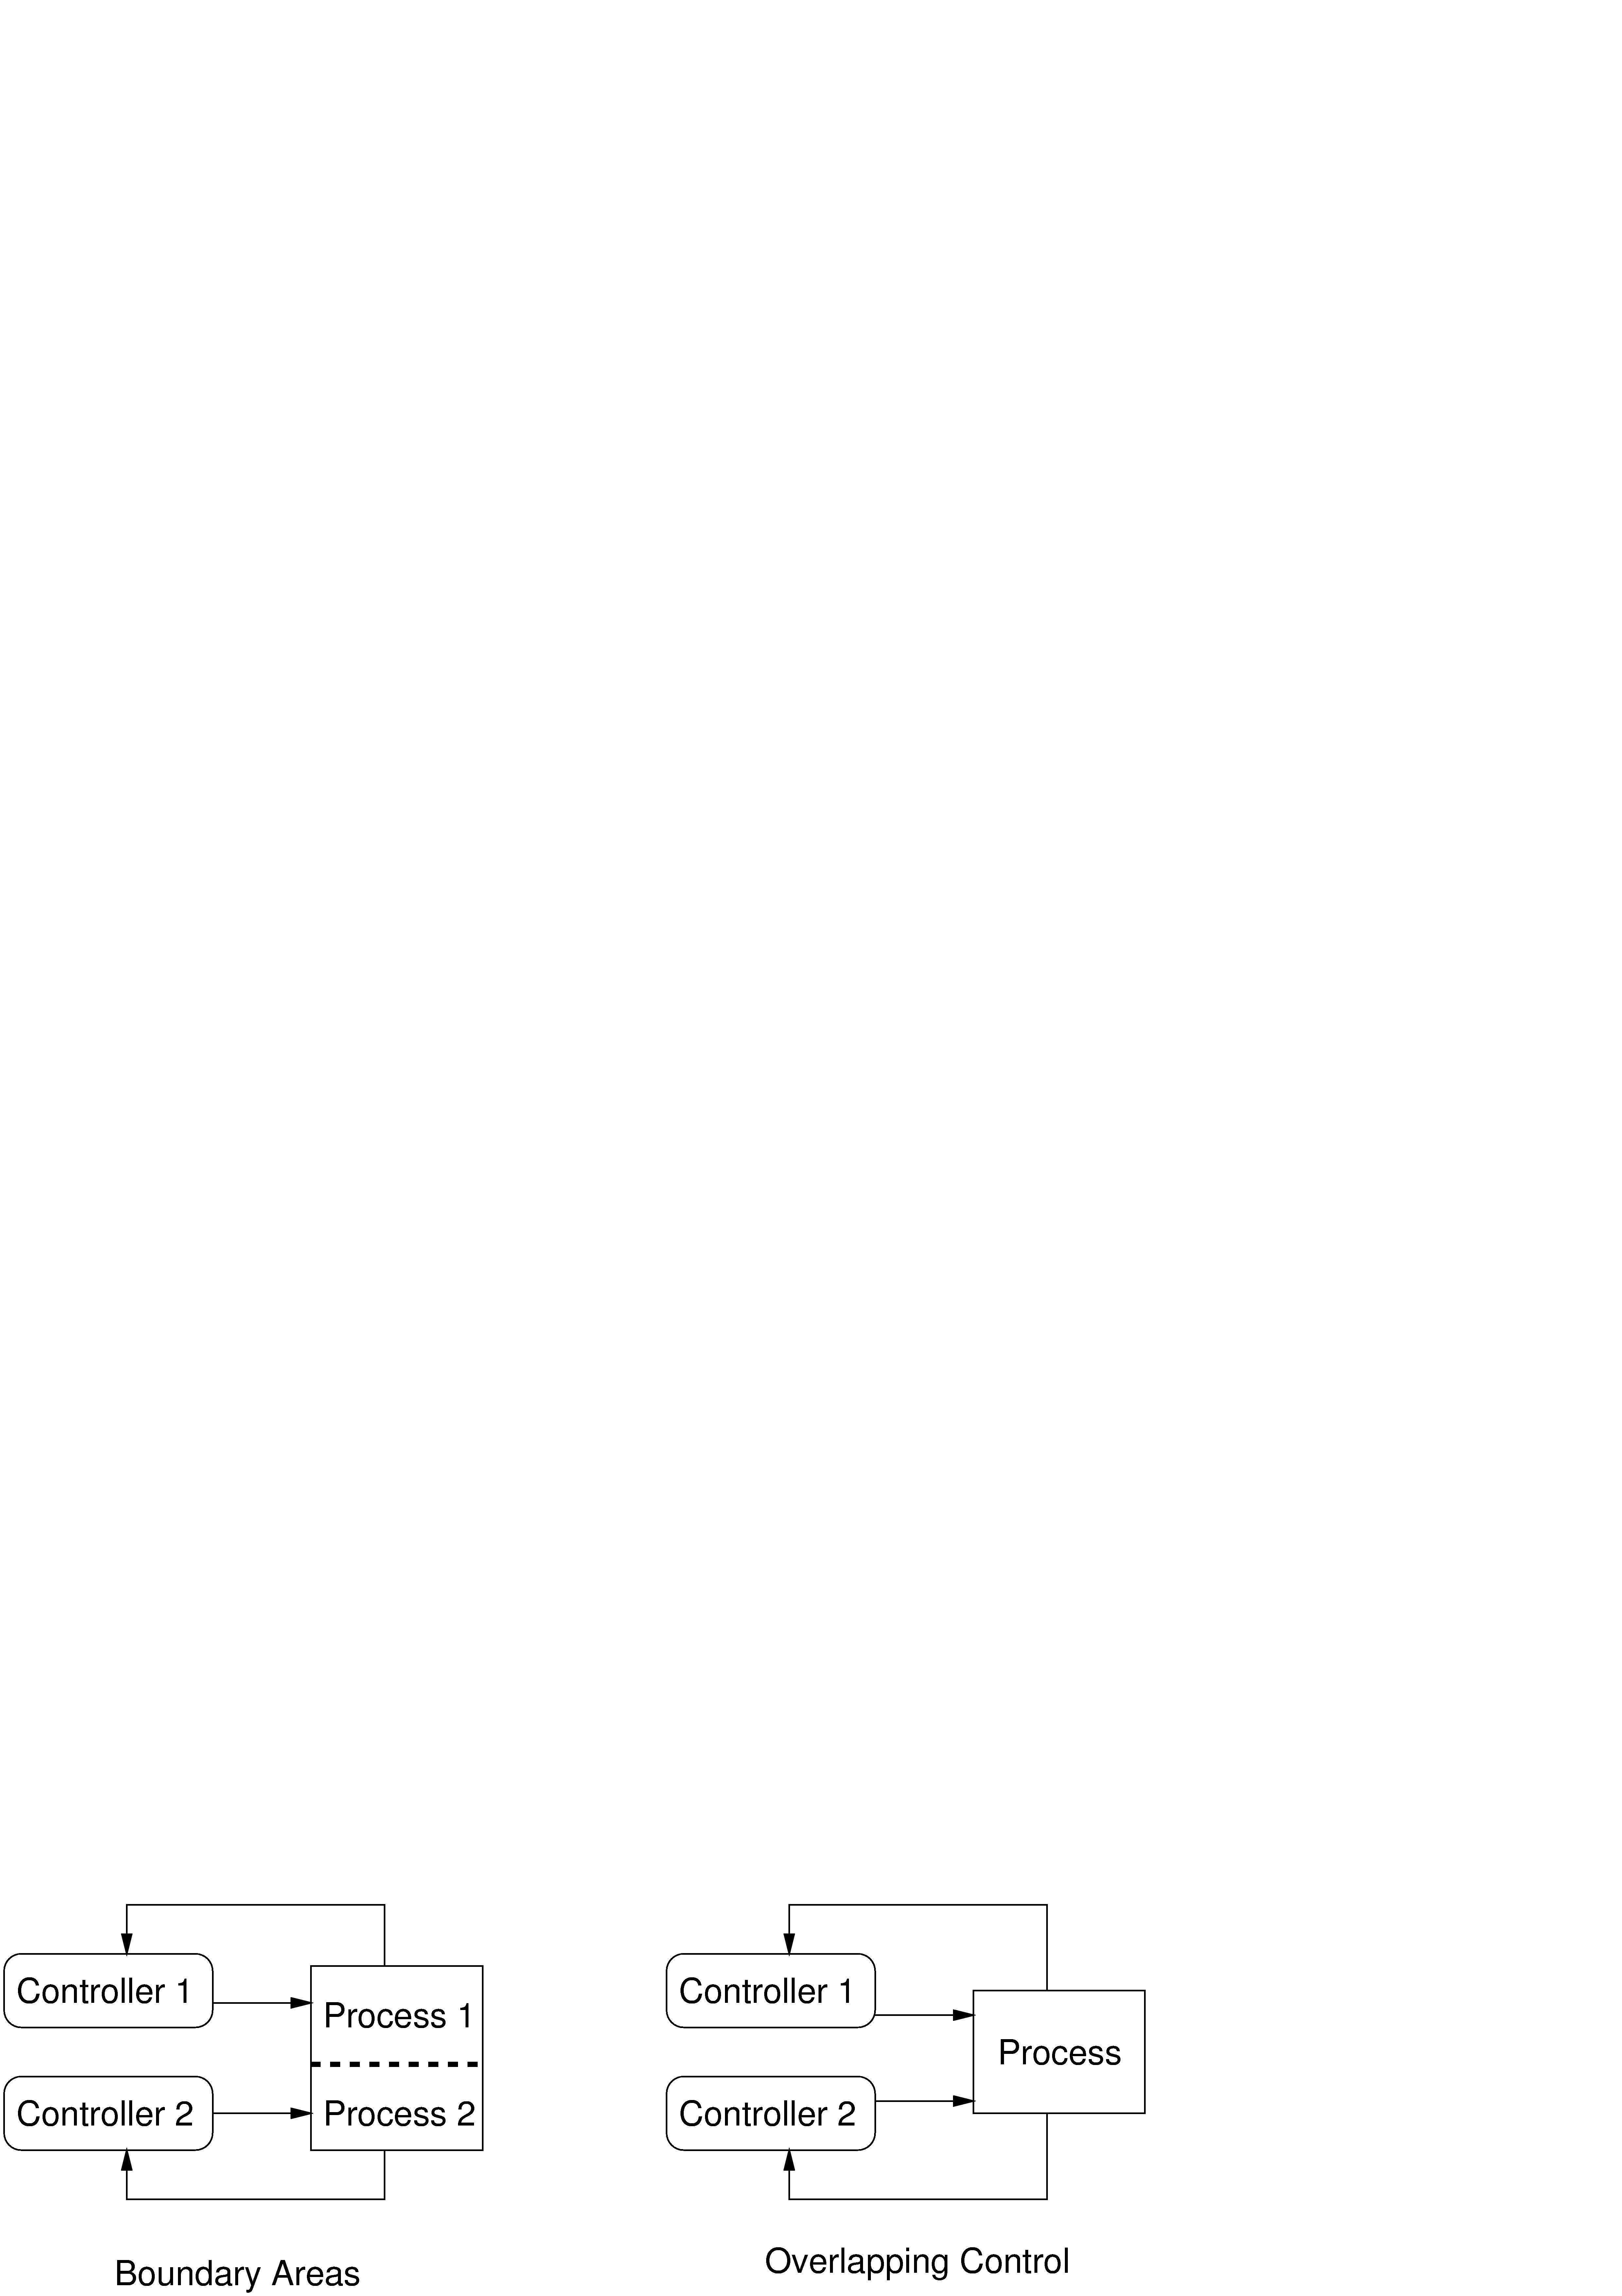 Controller 1
Process 1
Controller 2
Process 2
Boundary Areas
Controller 1
Process
Controller 2
Overlapping Control